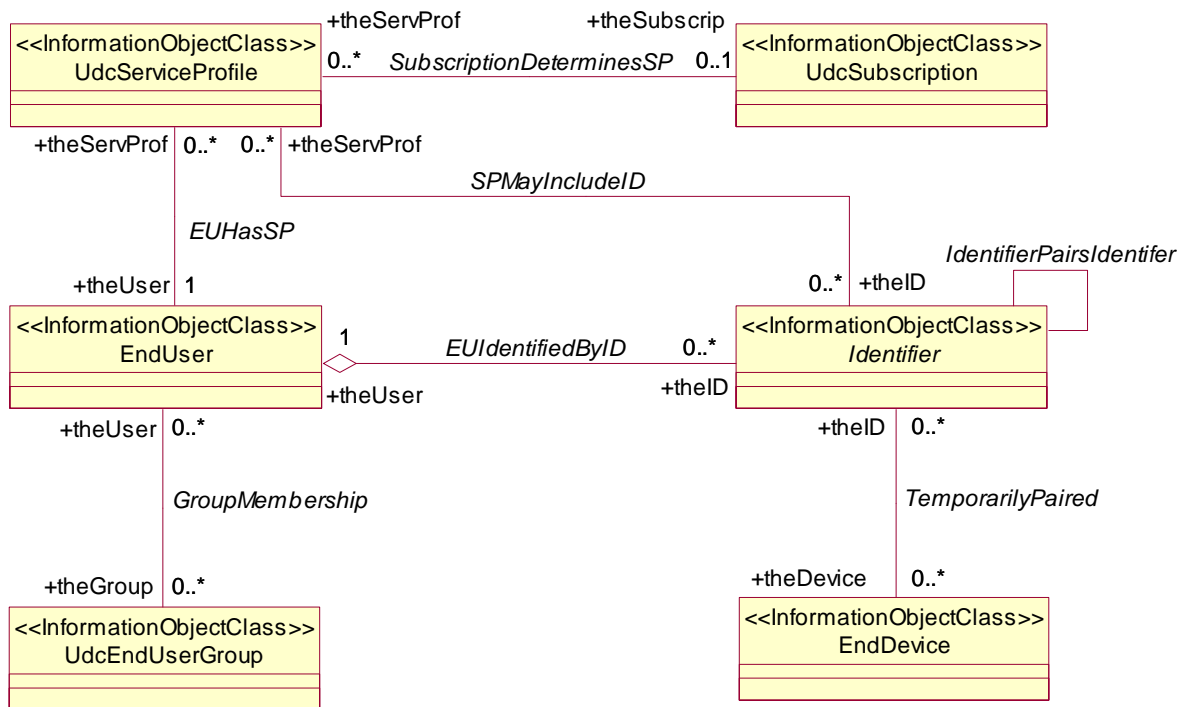 +theServProf
+theSubscrip
<<InformationObjectClass>>
UdcServiceProfile
0..*
SubscriptionDeterminesSP
0..1
<<InformationObjectClass>>
UdcSubscription
+theServProf
0..*
0..*
+theServProf
SPMayIncludeID
EUHasSP
IdentifierPairsIdentifer
+theUser
1
0..*
+theID
<<InformationObjectClass>>
EndUser
1
EUIdentifiedByID
0..*
<<InformationObjectClass>>
Identifier
+theUser
+theID
+theUser
0..*
+theID
0..*
GroupMembership
TemporarilyPaired
+theGroup
0..*
+theDevice
0..*
<<InformationObjectClass>>
UdcEndUserGroup
<<InformationObjectClass>>
EndDevice